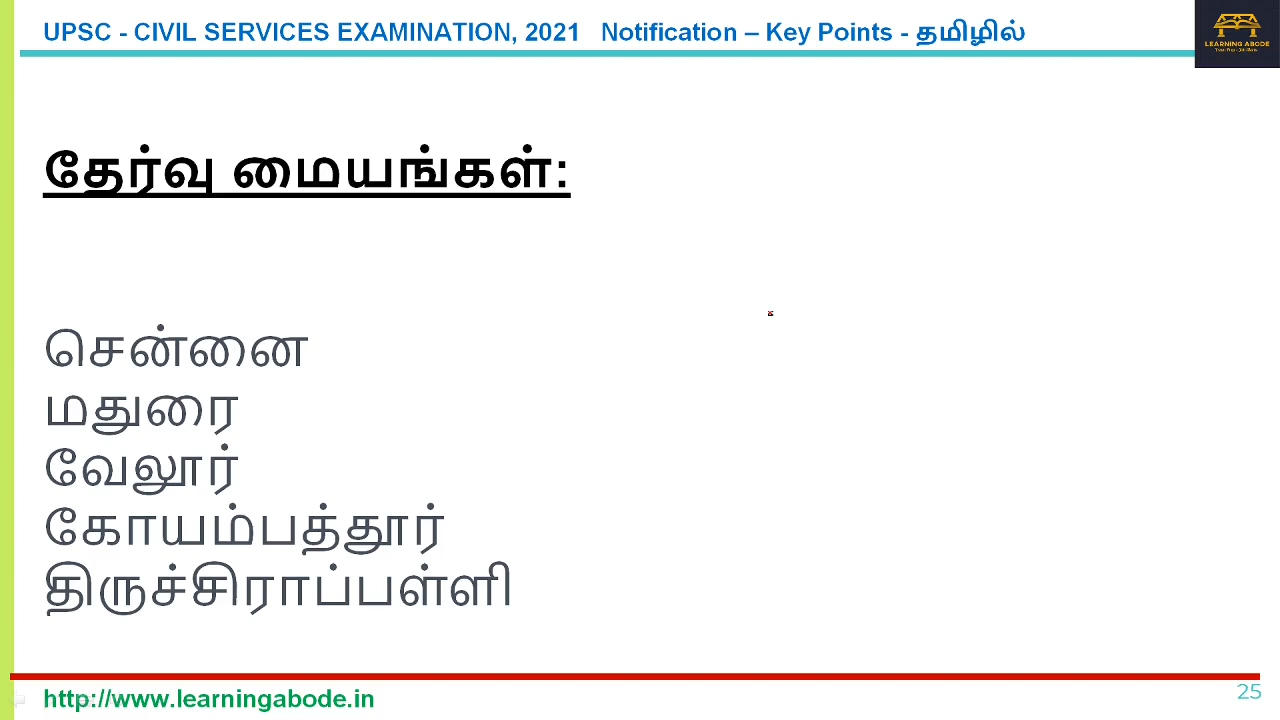 UPSC - CIVIL SERVICES EXAMINATION, 2021 Notification – Key Points - தமிழில்
LEARNING ABODE
தேர்வு மையங்கள்:
சென்னை
மதுரை
வேலூர்
கோயம்பத்தூர்
திருச்சிராப்பள்ளி
http://www.learningabode.in
25